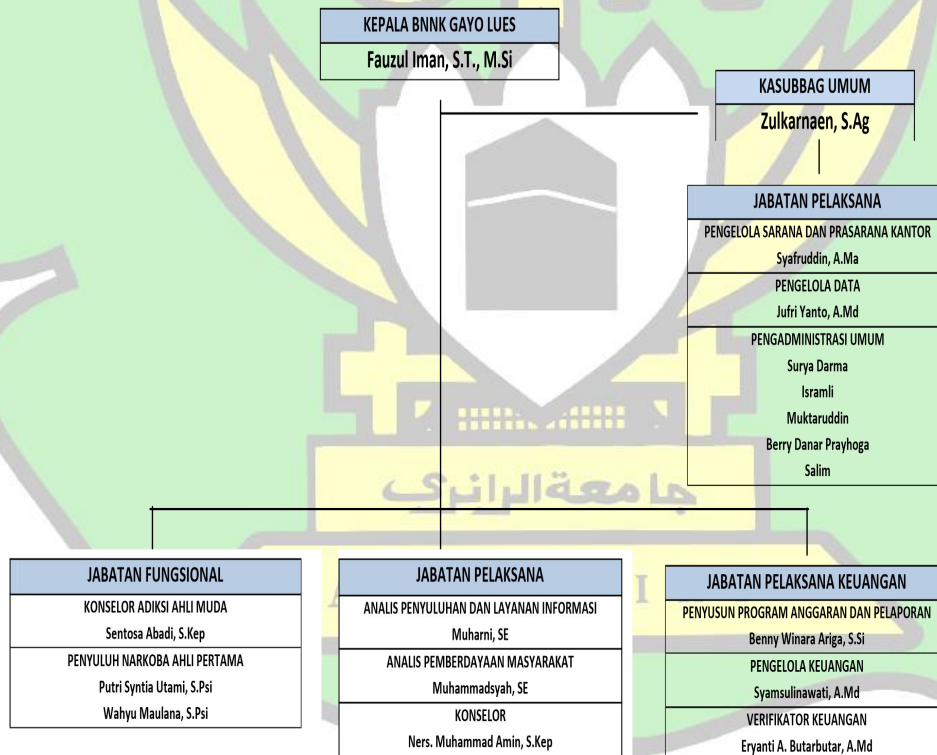 KEPALA BNNK GAYO LUES
Fauzul Iman, S.T., M.Si
KASUBBAG UMUM
Zulkarnaen, S.Ag
JABATAN PELAKSANA
PENGELOLA SARANA DAN PRASARANA KANTOR
Syafruddin, A.Ma
PENGELOLA DATA
Jufri Yanto, A.Md
PENGADMINISTRASI UMUM
Surya Darma
Isramli
Muktaruddin
Berry Danar Prayhoga
Salim
جامعة الرانري
JABATAN FUNGSIONAL
KONSELOR ADIKSI AHLI MUDA
Sentosa Abadi, S.Kep
PENYULUH NARKOBA AHLI PERTAMA
Putri Syntia Utami, S.Psi
Wahyu Maulana, S.Psi
JABATAN PELAKSANA
ANALIS PENYULUHAN DAN LAYANAN INFORMASI
Muharni, SE
ANALIS PEMBERDAYAAN MASYARAKAT
Muhammadsyah, SE
KONSELOR
Ners. Muhammad Amin, S.Kep
JABATAN PELAKSANA KEUANGAN
PENYUSUN PROGRAM ANGGARAN DAN PELAPORAN
Benny Winara Ariga, S.Si
PENGELOLA KEUANGAN
Syamsulinawati, A.Md
VERIFIKATOR KEUANGAN
Eryanti A. Butarbutar, A.Md